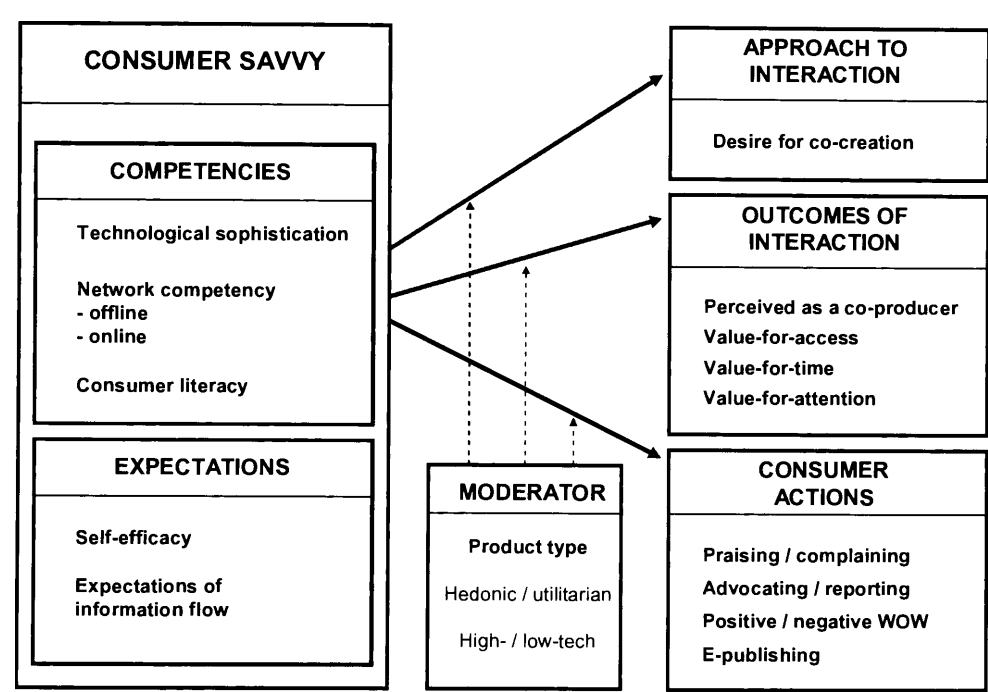 CONSUMER SAVVY
COMPETENCIES
Technological sophistication
Network competency
- offline
- online
Consumer literacy
EXPECTATIONS
Self-efficacy
Expectations of
information flow
MODERATOR
Product type
Hedonic / utilitarian
High- / low-tech
APPROACH TO
INTERACTION
Desire for co-creation
OUTCOMES OF
INTERACTION
Perceived as a co-producer
Value-for-access
Value-for-time
Value-for-attention
CONSUMER
ACTIONS
Praising / complaining
Advocating / reporting
Positive / negative WOW
E-publishing